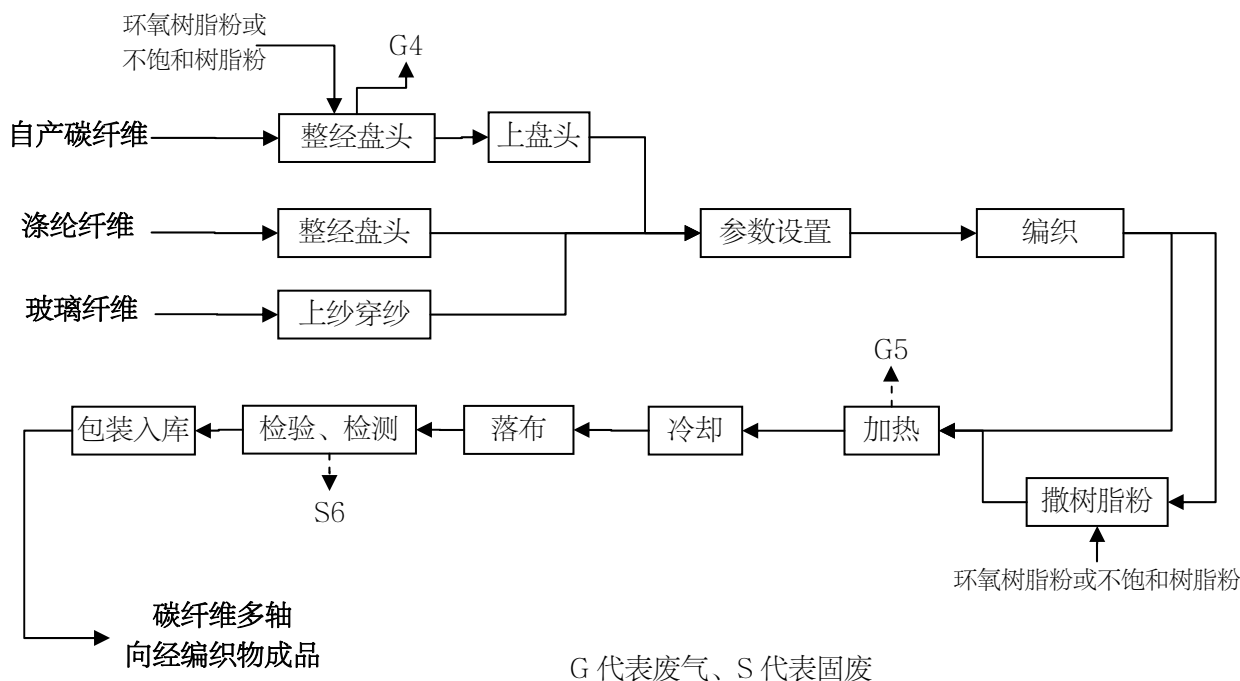 环氧树脂粉或
不饱和树脂粉
G4
自产碳纤维
整经盘头
上盘头
涤纶纤维
整经盘头
参数设置
编织
玻璃纤维
上纱穿纱
G5
包装入库
检验、检测
落布
冷却
加热
S6
撒树脂粉
环氧树脂粉或不饱和树脂粉
碳纤维多轴
向经编织物成品
G 代表废气、S 代表固废